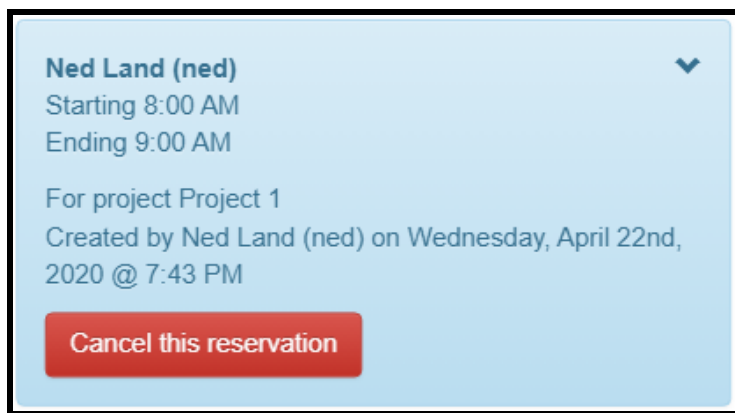 Ned Land (ned)
Starting 8:00 AM
Ending 9:00 AM
For project Project 1
Created by Ned Land (ned) on Wednesday, April 22nd,
2020 @ 7:43 PM
Cancel this reservation